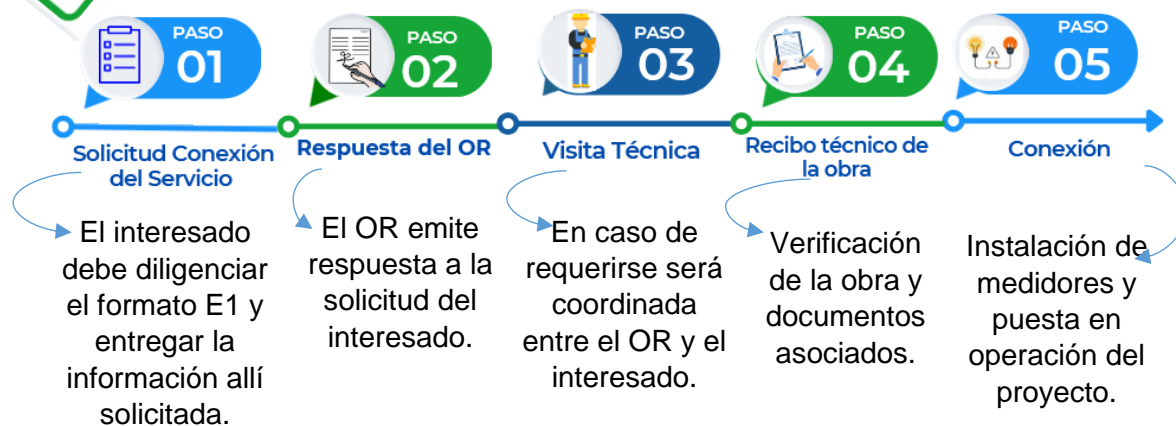 PASO
01
Solicitud Conexión
del Servicio
El interesado
debe diligenciar
el formato E1 y
entregar la
información allí
solicitada.
PASO
02
Respuesta del OR
El OR emite
respuesta a la
solicitud del
interesado.
PASO
03
Visita Técnica
En caso de
requerirse será
coordinada
entre el OR y el
interesado.
PASO
04
Recibo técnico de
la obra
Verificación
de la obra y
documentos
asociados.
PASO
05
Conexión
Instalación de
medidores y
puesta en
operación del
proyecto.